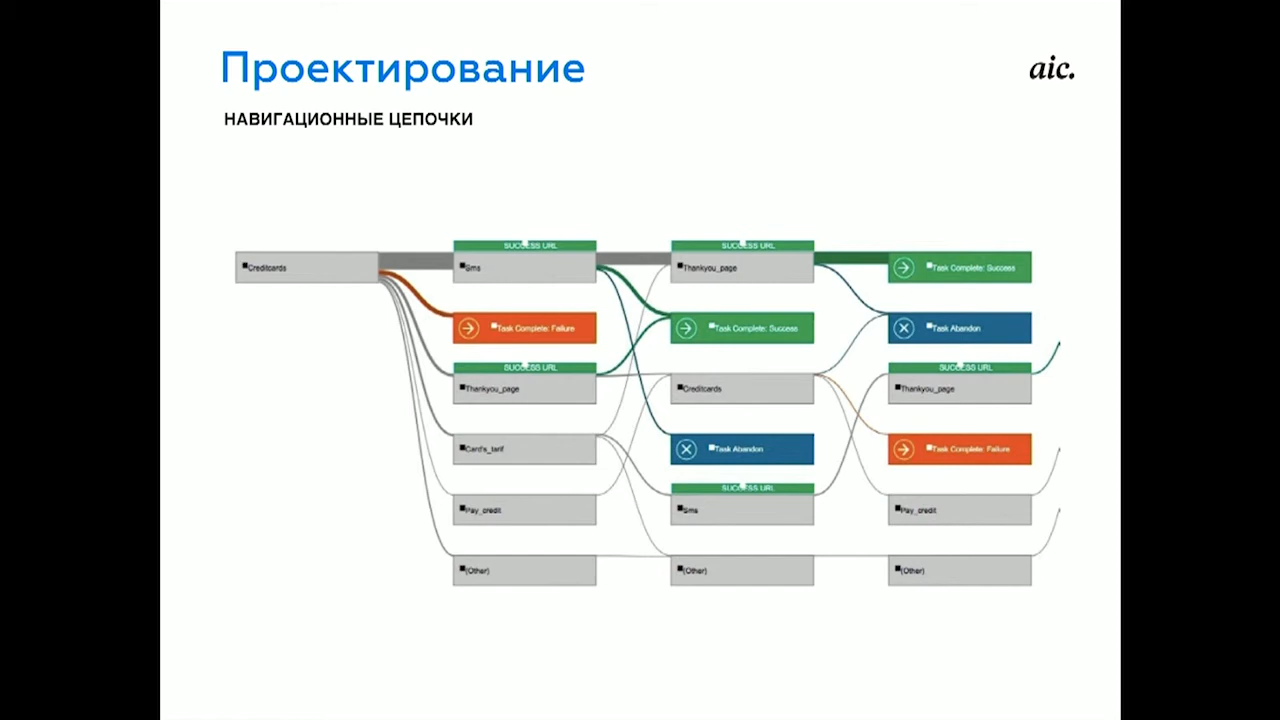 Проектирование
aic.
НАВИГАЦИОННЫЕ ЦЕПОЧКИ
Creditcards
SUCCESS URL
Sms
Task Complete: Failure
SUCCESS URL
Thankyou_page
Card's_tarif
Pay_credit
(Other)
SUCCESS URL
Thankyou_page
Task Complete: Success
Creditcards
Task Abandon
SUCCESS URL
Sms
(Other)
Task Complete: Success
Task Abandon
SUCCESS URL
Thankyou_page
Task Complete: Failure
Pay_credit
(Other)